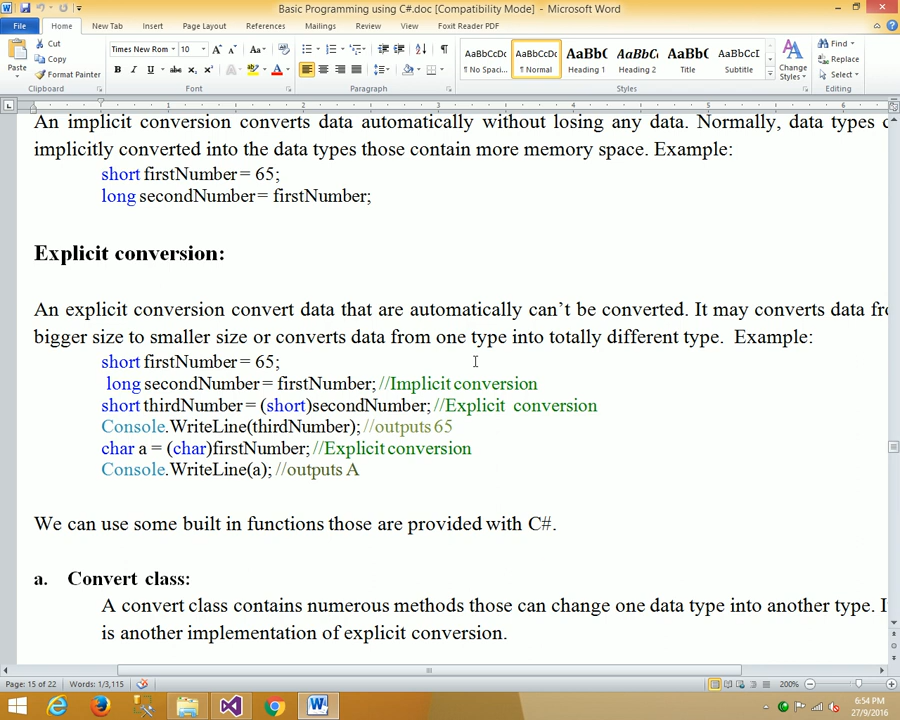 Basic Programming using C#.doc [Compatibility Mode] - Microsoft Word
File Home Insert Page Layout References Mailings Review View Foxit Reader PDF
New Tab
Paste
Cut
Copy
Format Painter
Clipboard
Times New Rom 10
Font
Paragraph
AaBbCcDc AaBbCcDc AaBbC AaBbCc AaBb( AaBbCcI
¶ No Spaci... ¶ Normal Heading 1 Heading 2 Title Subtitle
Change Styles
Styles
Find
Replace
Select
Editing
An implicit conversion converts data automatically without losing any data. Normally, data types c
implicitly converted into the data types those contain more memory space. Example:
short firstNumber = 65;
long secondNumber = firstNumber;
Explicit conversion:
An explicit conversion convert data that are automatically can't be converted. It may converts data fro
bigger size to smaller size or converts data from one type into totally different type. Example:
short firstNumber = 65;
long secondNumber = firstNumber; //Implicit conversion
short thirdNumber = (short)secondNumber; //Explicit conversion
Console.WriteLine(thirdNumber); //outputs 65
char a = (char)firstNumber; //Explicit conversion
Console.WriteLine(a); //outputs A
We can use some built in functions those are provided with C#.
a. Convert class:
A convert class contains numerous methods those can change one data type into another type. I
is another implementation of explicit conversion.
Page: 15 of 22 Words: 1/3,115 200%
6:54 PM
27/9/2016